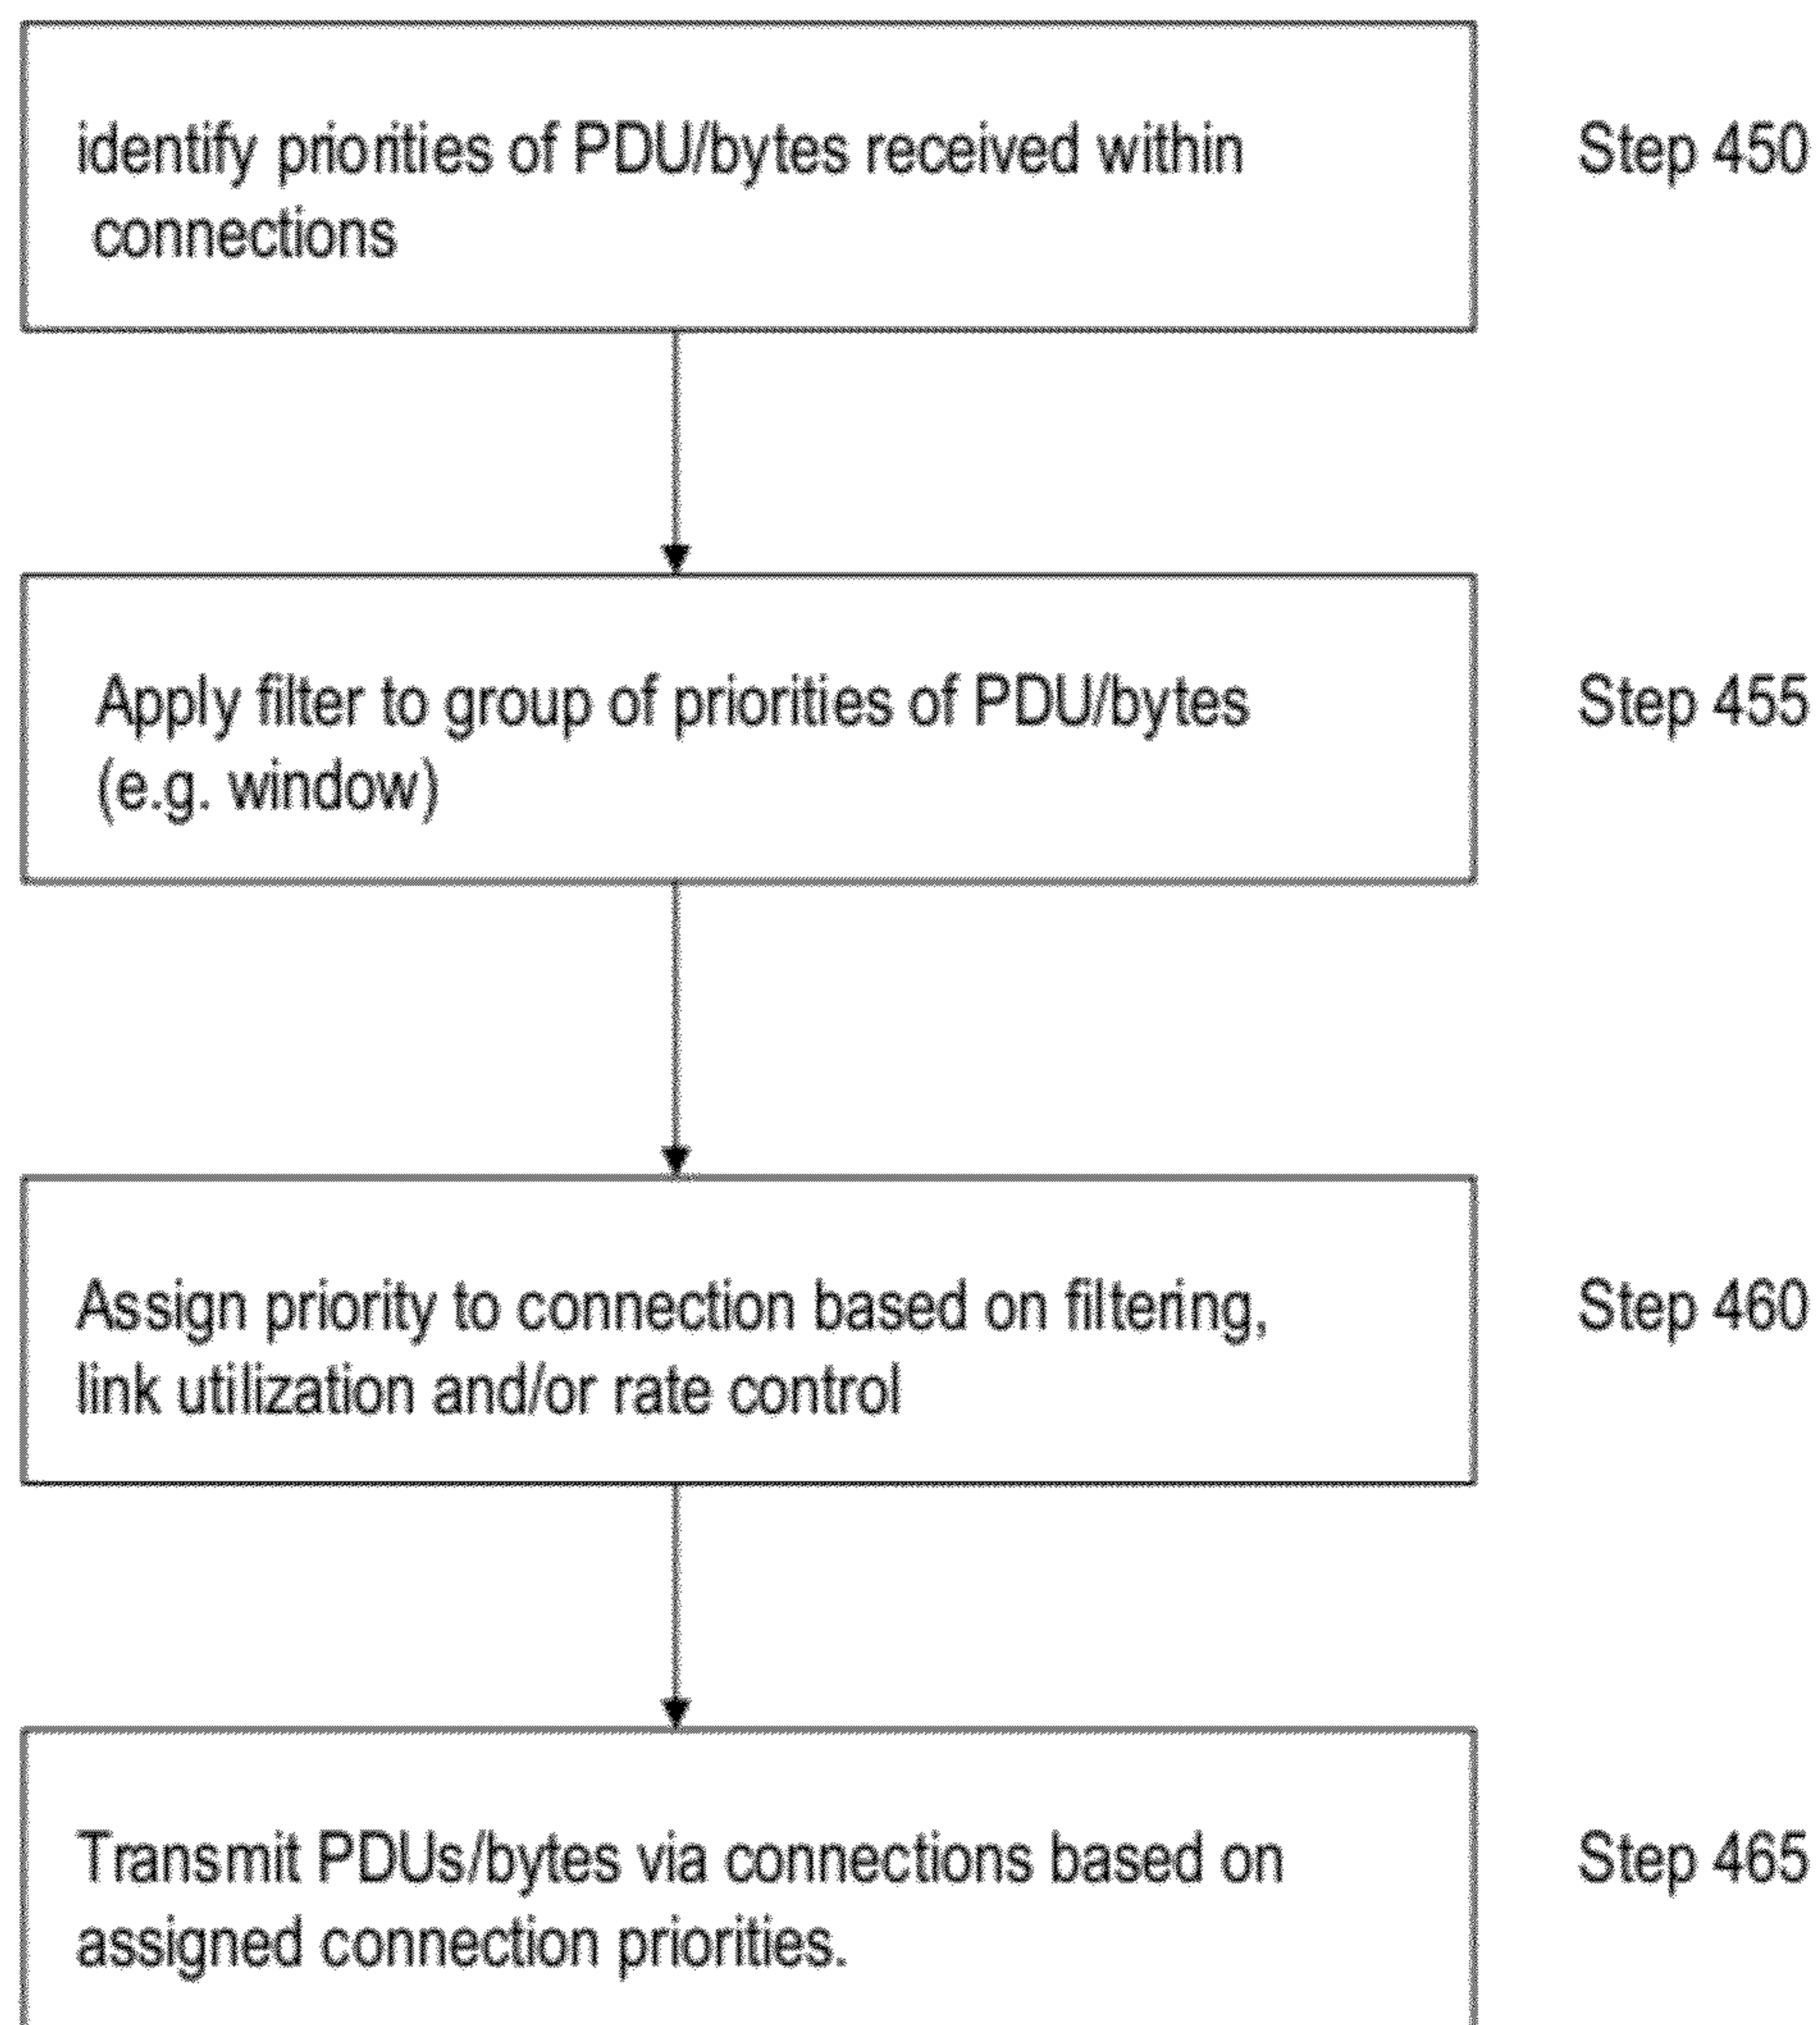 identify priorities of PDU/bytes received within
connections
Step 450
Apply filter to group of priorities of PDU/bytes
(e.g. window)
Step 455
Assign priority to connection based on filtering,
link utilization and/or rate control
Step 460
Transmit PDUs/bytes via connections based on
assigned connection priorities.
Step 465